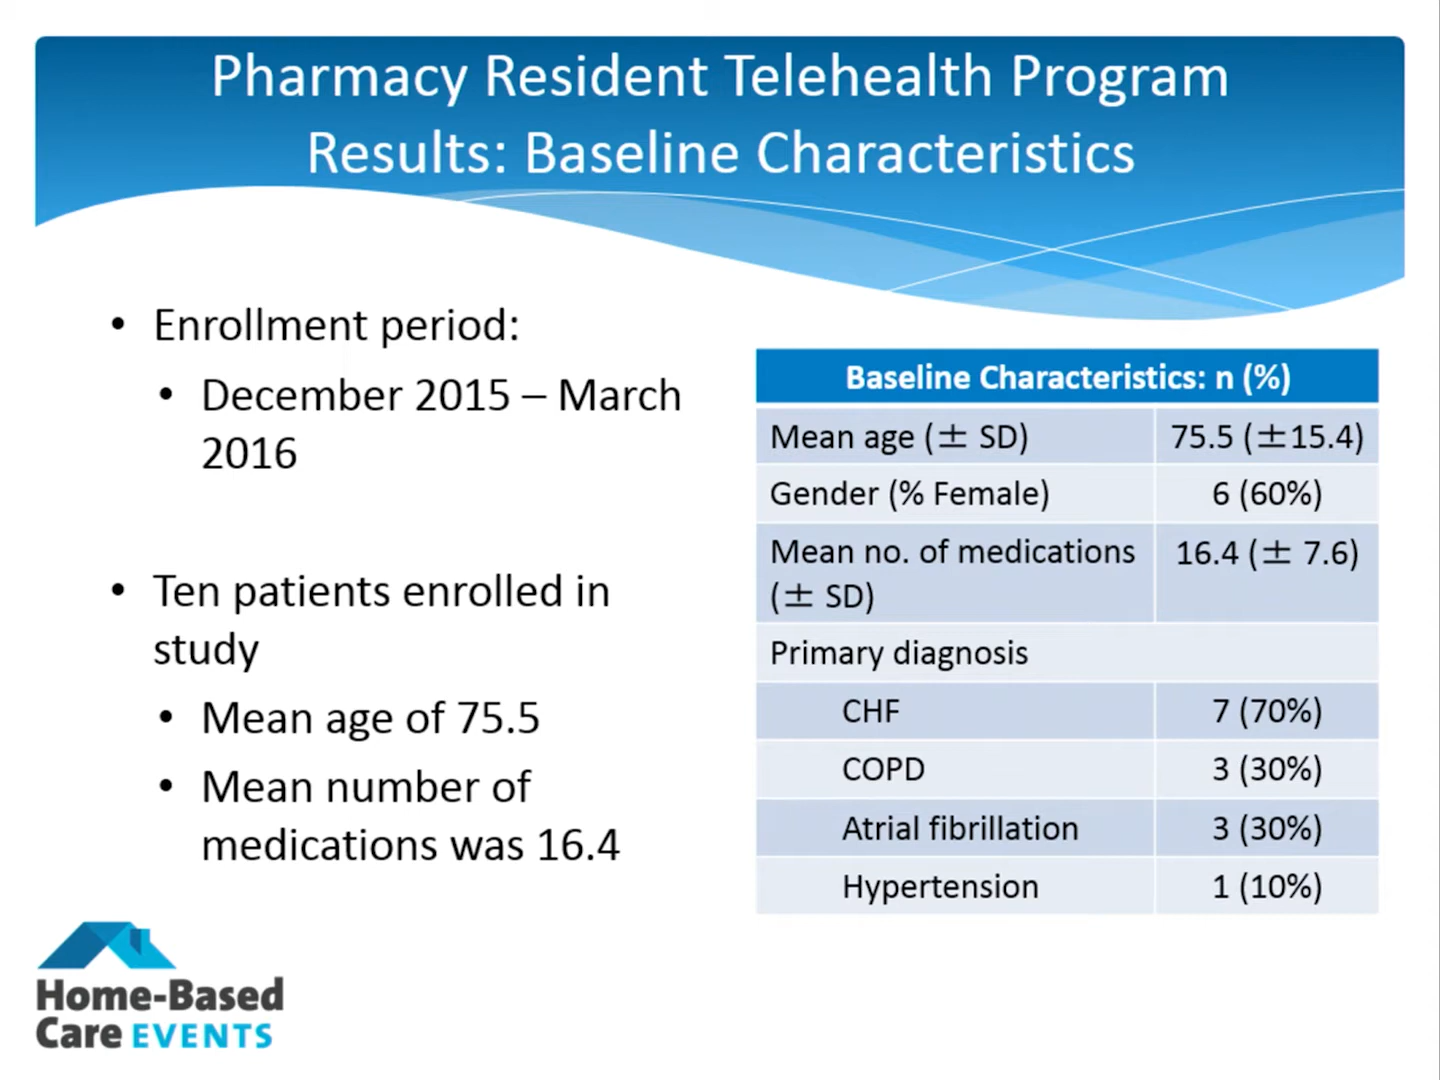 Pharmacy Resident Telehealth Program
Results: Baseline Characteristics
• Enrollment period:
• December 2015 – March
2016
• Ten patients enrolled in
study
• Mean age of 75.5
• Mean number of
medications was 16.4
Baseline Characteristics: n (%)
Mean age (± SD) 75.5 (±15.4)
Gender (% Female) 6 (60%)
Mean no. of medications 16.4 (± 7.6)
(± SD)
Primary diagnosis
CHF 7 (70%)
COPD 3 (30%)
Atrial fibrillation 3 (30%)
Hypertension 1 (10%)
Home-Based
Care EVENTS